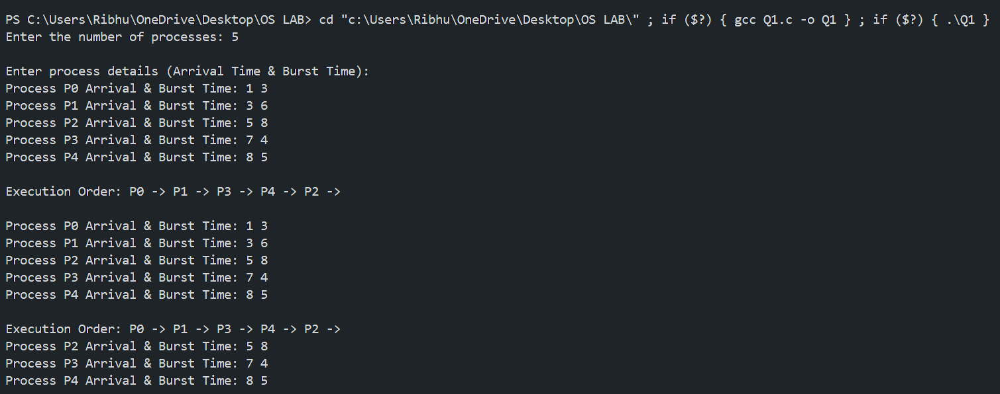 PS C:\Users\Ribhu\OneDrive\Desktop\OS LAB> cd "c:\Users\Ribhu\OneDrive\Desktop\OS LAB\" ; if ($?) { gcc Q1.c -o Q1 } ; if ($?) { .\Q1 }
Enter the number of processes: 5
Enter process details (Arrival Time & Burst Time):
Process P0 Arrival & Burst Time: 1 3
Process P1 Arrival & Burst Time: 3 6
Process P2 Arrival & Burst Time: 5 8
Process P3 Arrival & Burst Time: 7 4
Process P4 Arrival & Burst Time: 8 5
Execution Order: P0 -> P1 -> P3 -> P4 -> P2 ->
Process P0 Arrival & Burst Time: 1 3
Process P1 Arrival & Burst Time: 3 6
Process P2 Arrival & Burst Time: 5 8
Process P3 Arrival & Burst Time: 7 4
Process P4 Arrival & Burst Time: 8 5
Execution Order: P0 -> P1 -> P3 -> P4 -> P2 ->
Process P2 Arrival & Burst Time: 5 8
Process P3 Arrival & Burst Time: 7 4
Process P4 Arrival & Burst Time: 8 5